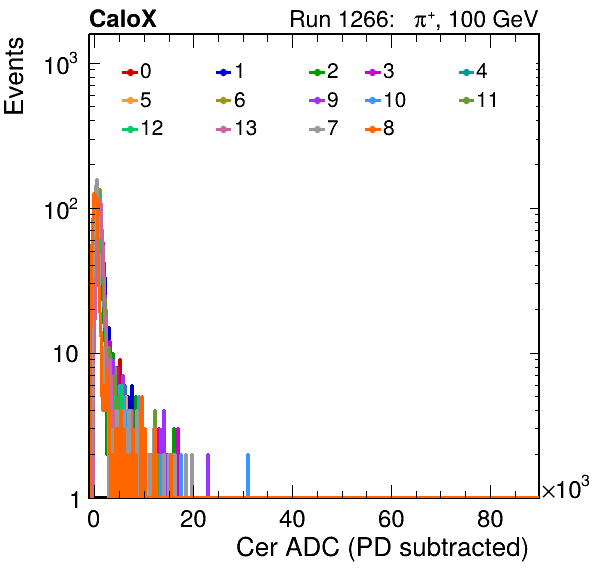 CaloX Run 1266: π⁺, 100 GeV
Events
10³
0 1 2 3 4
5 6 9 10 11
12 13 7 8
10²
10
1
0 20 40 60 80 ×10³
Cer ADC (PD subtracted)